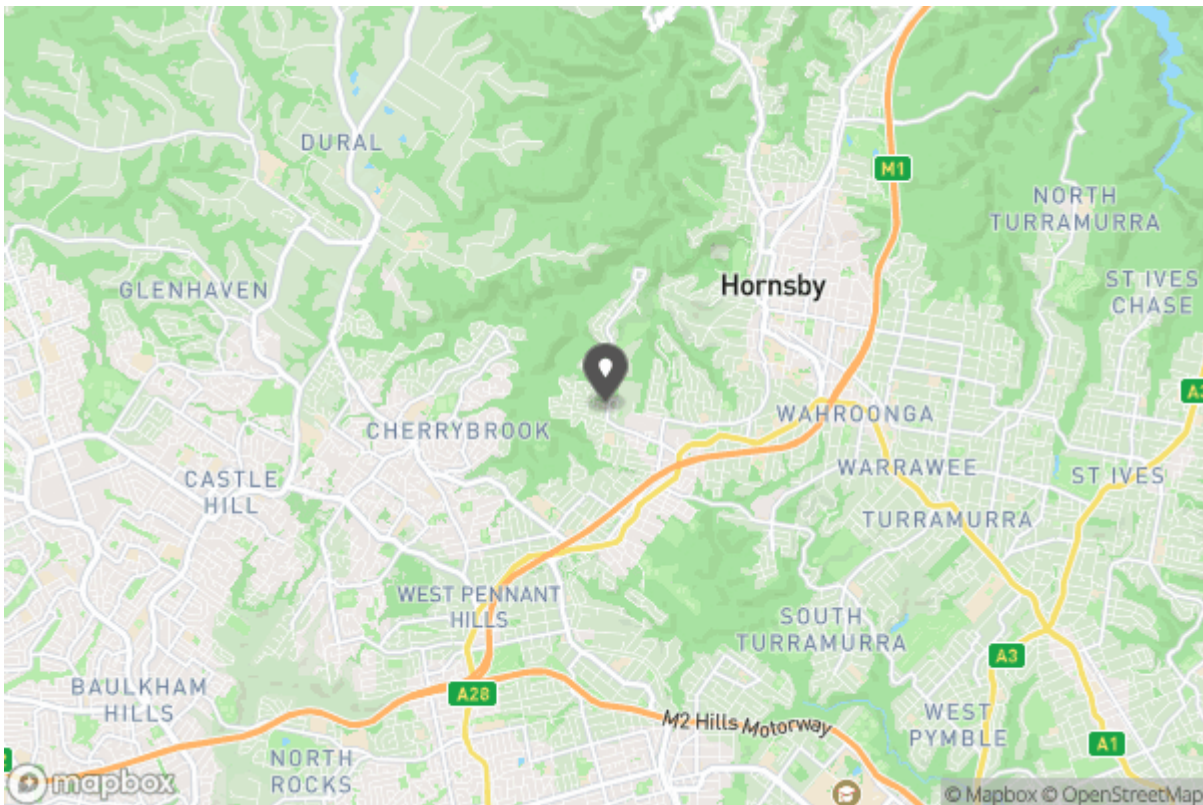 DURAL
M1
NORTH
TURRAMURRA
GLENHAVEN
Hornsby
ST IVES
CHASE
CHERRYBROOK
WAHROONGA
CASTLE
HILL
WARRAWEE
ST IVES
TURRAMURRA
WEST PENNANT
HILLS
SOUTH
TURRAMURRA
A3
BAULKHAM
HILLS
A28
M2 Hills Motorway
WEST
PYMBLE
A1
NORTH
ROCKS
mapbox
© Mapbox © OpenStreetMap